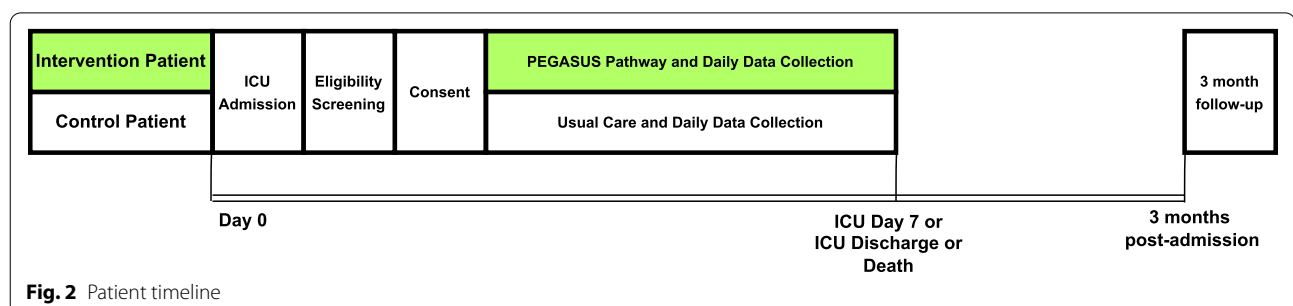 Intervention Patient
Control Patient
ICU
Admission
Eligibility
Screening
Consent
PEGASUS Pathway and Daily Data Collection
Usual Care and Daily Data Collection
3 month
follow-up
Day 0
ICU Day 7 or
ICU Discharge or
Death
3 months
post-admission
Fig. 2 Patient timeline